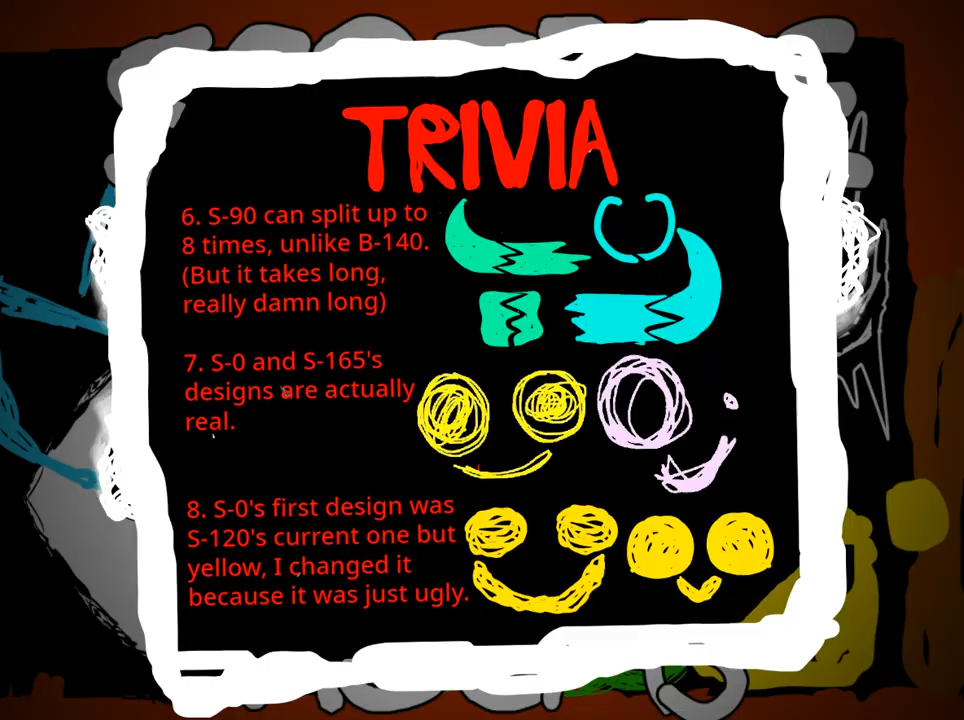 TRIVIA
6. S-90 can split up to
8 times, unlike B-140.
(But it takes long,
really damn long)
7. S-0 and S-165's
designs are actually
real.
8. S-0's first design was
S-120's current one but
yellow, I changed it
because it was just ugly.